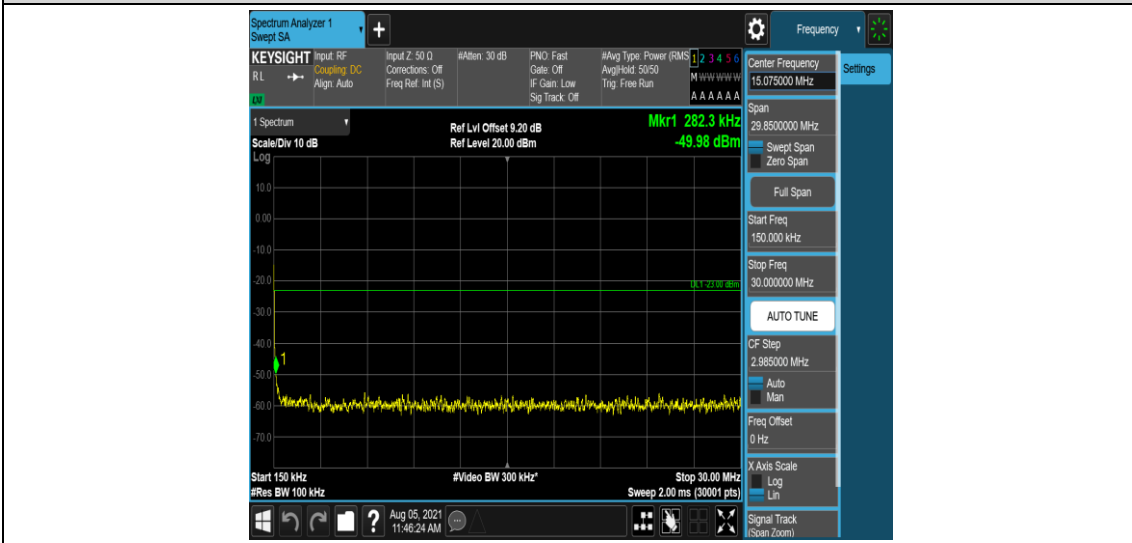 Spectrum Analyzer 1
Swept SA
Frequency
KEYSIGHT
Input: RF
Coupling: DC
Align: Auto
Input Z: 50 Ω
Corrections: Off
Freq Ref: Int (S)
#Atten: 30 dB
PNO: Fast
Gate: Off
IF Gain: Low
Sig Track: Off
#Avg Type: Power (RMS
Avg|Hold: 50/50
Trig: Free Run
1 2 3 4 5 6
M W W W W W
A A A A A A
R L
LXI
1 Spectrum
Scale/Div 10 dB
Log
Ref Lvl Offset 9.20 dB
Ref Level 20.00 dBm
Mkr1 282.3 kHz
-49.98 dBm
10.0
0.00
-10.0
-20.0
-30.0
-40.0
-50.0
-60.0
-70.0
DL1 -23.00 dBm
1
Start 150 kHz
#Res BW 100 kHz
#Video BW 300 kHz*
Stop 30.00 MHz
Sweep 2.00 ms (30001 pts)
Aug 05, 2021
11:46:24 AM
Settings
Center Frequency
15.075000 MHz
Span
29.8500000 MHz
Swept Span
Zero Span
Full Span
Start Freq
150.000 kHz
Stop Freq
30.000000 MHz
AUTO TUNE
CF Step
2.985000 MHz
Auto
Man
Freq Offset
0 Hz
X Axis Scale
Log
Lin
Signal Track
(Span Zoom)